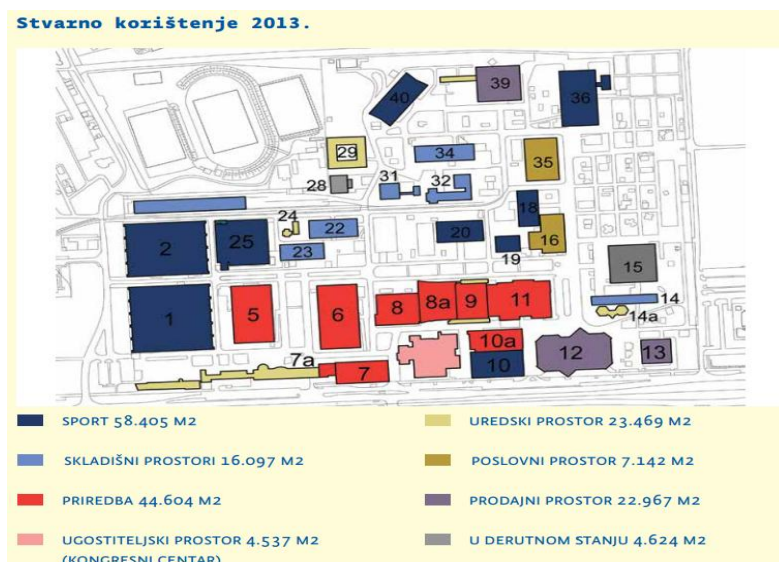 Stvarno korištenje 2013.
40
39
36
29
34
35
28
31
32
18
24
2
25
22
20
16
23
19
15
1
5
6
8
8a
9
11
14
14a
7a
7
10a
10
12
13
SPORT 58.405 M2
UREDSKI PROSTOR 23.469 M2
SKLADIŠNI PROSTORI 16.097 M2
POSLOVNI PROSTOR 7.142 M2
PRIREDBA 44.604 M2
PRODAJNI PROSTOR 22.967 M2
UGOSTITELJSKI PROSTOR 4.537 M2
(KONGRESNI CENTAR)
U DERUTNOM STANJU 4.624 M2